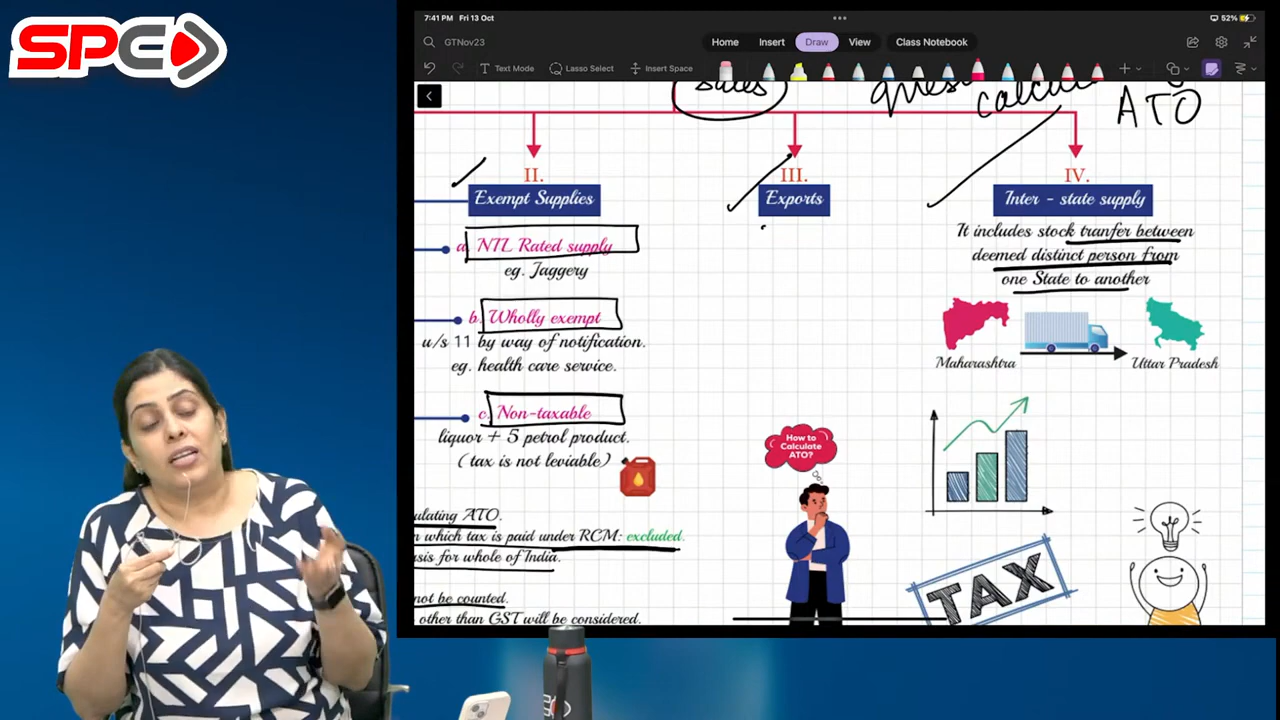 SPC
7:41 PM Fri 13 Oct
52%
GTNov23
Home Insert Draw View Class Notebook
Text Mode Lasso Select Insert Space
Sales
ATO
II.
Exempt Supplies
a. NIL Rated supply
eg. Jaggery
b. Wholly exempt
u/s 11 by way of notification.
eg. health care service.
c. Non-taxable
liquor + 5 petrol product.
(tax is not leviable)
ulating ATO.
n which tax is paid under RCM: excluded.
asis for whole of India.
not be counted.
other than GST will be considered.
III.
Exports
How to
Calculate
ATO?
IV.
Inter - state supply
It includes stock tranfer between
deemed distinct person from
one State to another
Maharashtra
Uttar Pradesh
TAX